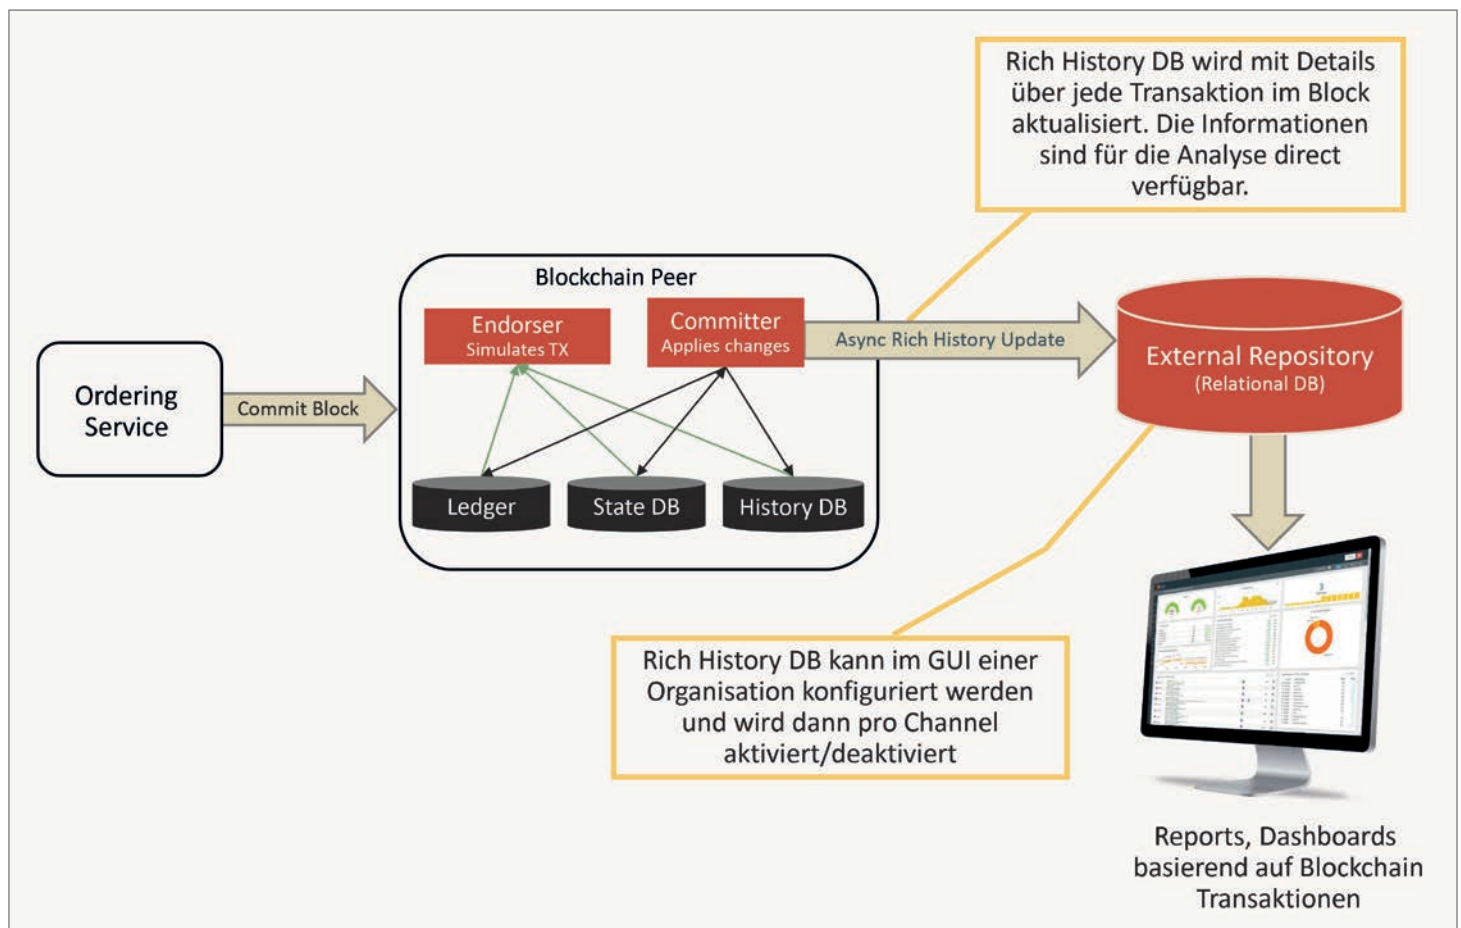 Rich History DB wird mit Details
über jede Transaktion im Block
aktualisiert. Die Informationen
sind für die Analyse direct
verfügbar.
Blockchain Peer
Endorser
Simulates TX
Committer
Applies changes
Async Rich History Update
External Repository
(Relational DB)
Ordering
Service
Commit Block
Ledger
State DB
History DB
Rich History DB kann im GUI einer
Organisation konfiguriert werden
und wird dann pro Channel
aktiviert/deaktiviert
Reports, Dashboards
basierend auf Blockchain
Transaktionen